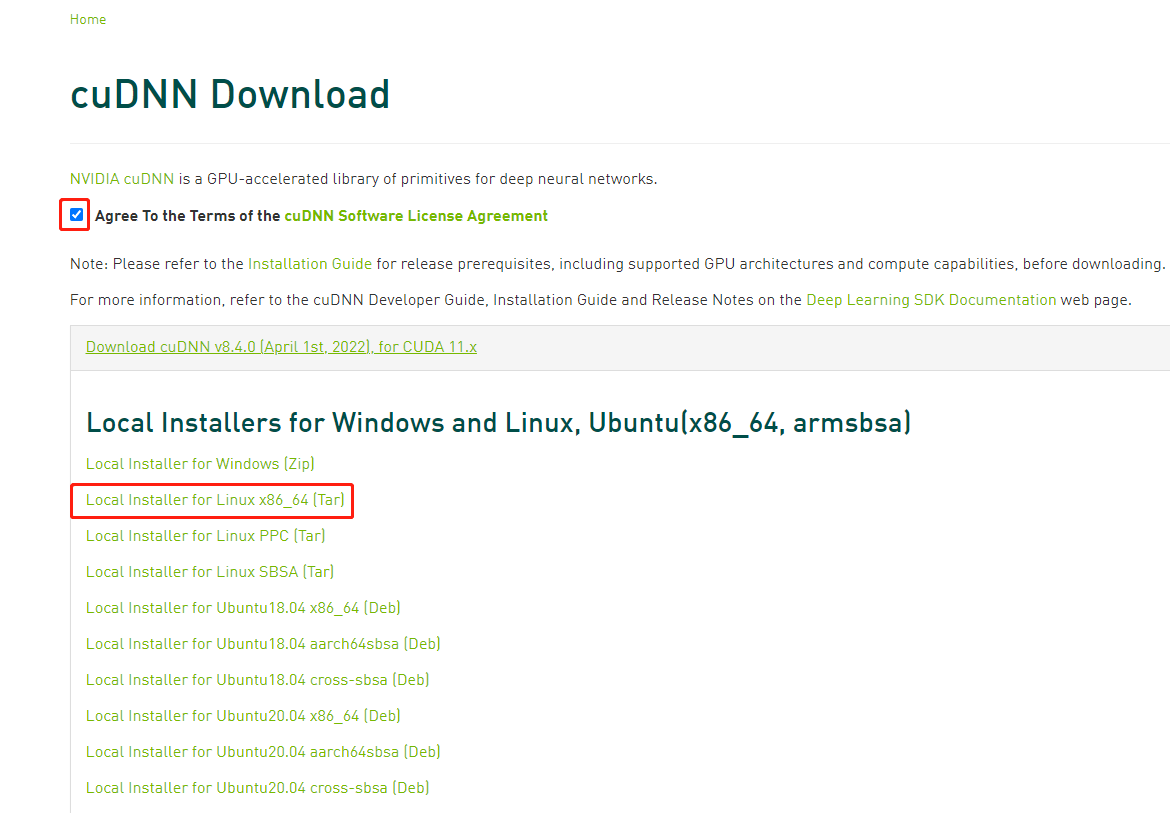 Home
cuDNN Download
NVIDIA cuDNN is a GPU-accelerated library of primitives for deep neural networks.
Agree To the Terms of the cuDNN Software License Agreement
Note: Please refer to the Installation Guide for release prerequisites, including supported GPU architectures and compute capabilities, before downloading.
For more information, refer to the cuDNN Developer Guide, Installation Guide and Release Notes on the Deep Learning SDK Documentation web page.
Download cuDNN v8.4.0 (April 1st, 2022), for CUDA 11.x
Local Installers for Windows and Linux, Ubuntu(x86_64, armsbsa)
Local Installer for Windows (Zip)
Local Installer for Linux x86_64 (Tar)
Local Installer for Linux PPC (Tar)
Local Installer for Linux SBSA (Tar)
Local Installer for Ubuntu18.04 x86_64 (Deb)
Local Installer for Ubuntu18.04 aarch64sbsa (Deb)
Local Installer for Ubuntu18.04 cross-sbsa (Deb)
Local Installer for Ubuntu20.04 x86_64 (Deb)
Local Installer for Ubuntu20.04 aarch64sbsa (Deb)
Local Installer for Ubuntu20.04 cross-sbsa (Deb)